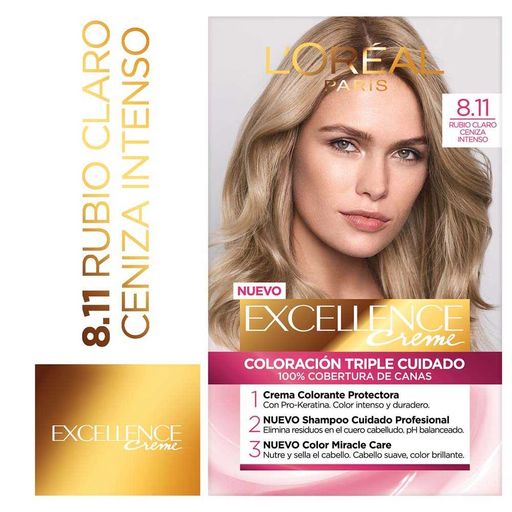 8.11 RUBIO CLARO
CENIZA INTENSO
EXCELLENCE
Creme
L'ORÉAL
PARIS
8.11
RUBIO CLARO
CENIZA
INTENSO
NUEVO
EXCELLENCE
Creme
COLORACIÓN TRIPLE CUIDADO
100% COBERTURA DE CANAS
1 Crema Colorante Protectora
Con Pro-Keratina. Color intenso y duradero.
2 NUEVO Shampoo Cuidado Profesional
Elimina residuos en el cuero cabelludo. pH balanceado.
3 NUEVO Color Miracle Care
Nutre y sella el cabello. Cabello suave, color brillante.